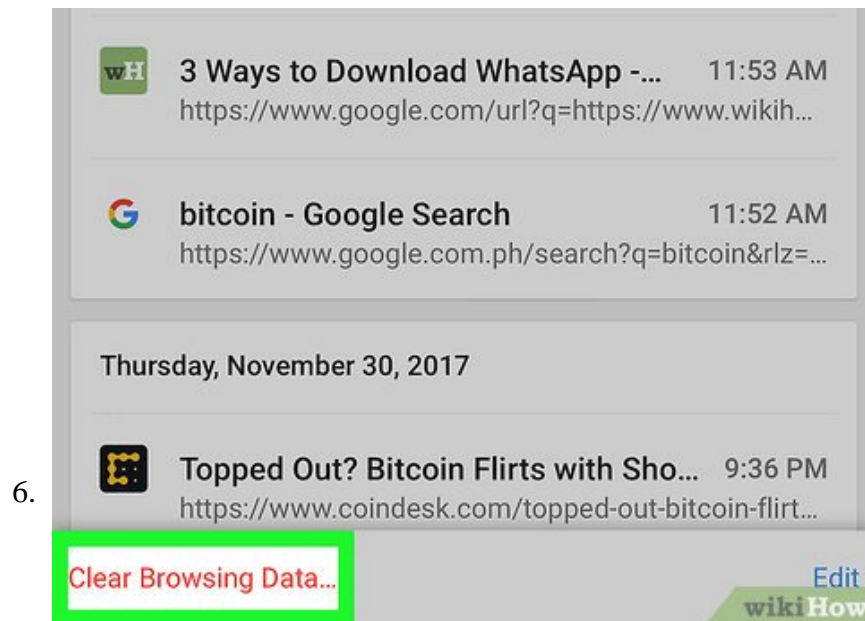 wH 3 Ways to Download WhatsApp -... 11:53 AM
https://www.google.com/url?q=https://www.wikih...
G bitcoin - Google Search 11:52 AM
https://www.google.com.ph/search?q=bitcoin&rlz=...
Thursday, November 30, 2017
Topped Out? Bitcoin Flirts with Sho... 9:36 PM
6.
https://www.coindesk.com/topped-out-bitcoin-flirt...
Clear Browsing Data... Edit
wikiHow